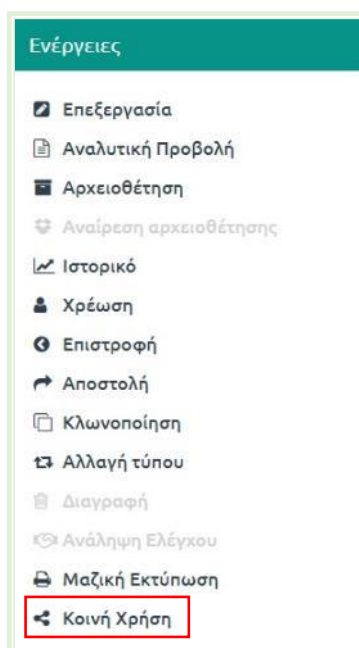 Ενέργειες
Επεξεργασία
Αναλυτική Προβολή
Αρχειοθέτηση
Αναίρεση αρχειοθέτησης
Ιστορικό
Χρέωση
Επιστροφή
Αποστολή
Κλωνοποίηση
Αλλαγή τύπου
Διαγραφή
Ανάληψη Ελέγχου
Μαζική Εκτύπωση
Κοινή Χρήση